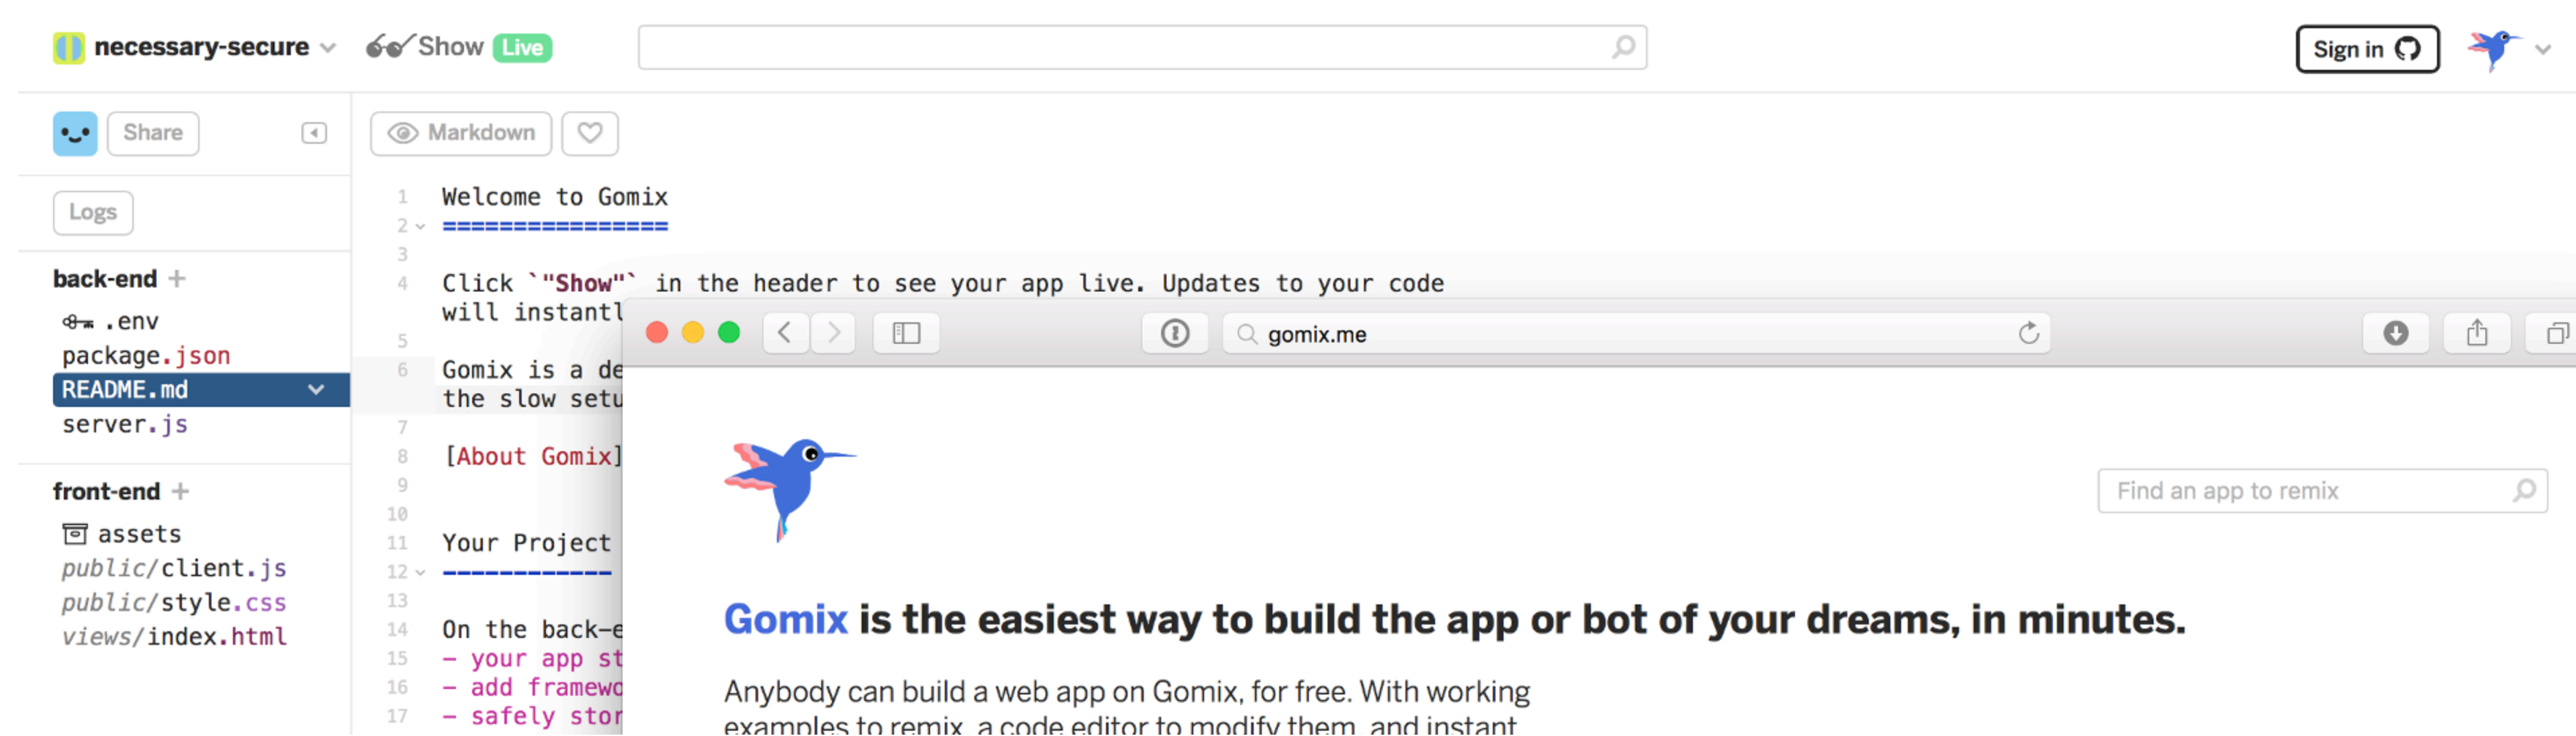 necessary-secure
Show Live
Sign in
Share
Markdown
Logs
back-end +
.env
package.json
README.md
server.js
front-end +
assets
public/client.js
public/style.css
views/index.html
1 Welcome to Gomix
2 ================
3
4 Click `"Show"` in the header to see your app live. Updates to your code
will instantl
5
6 Gomix is a de
the slow setu
7
8 [About Gomix]
9
10
11 Your Project
12 ------------
13
14 On the back-e
15 - your app st
16 - add framewo
17 - safely stor
gomix.me
Find an app to remix
Gomix is the easiest way to build the app or bot of your dreams, in minutes.
Anybody can build a web app on Gomix, for free. With working
examples to remix, a code editor to modify them, and instant